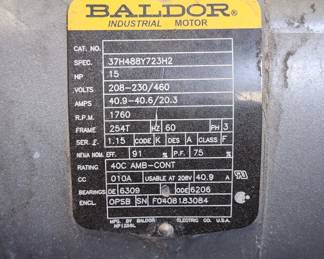 BALDOR®
INDUSTRIAL MOTOR
CAT. NO.
SPEC. 37H488Y723H2
HP 15
VOLTS 208-230/460
AMPS 40.9-40.6/20.3
R.P.M. 1760
FRAME 254T HZ 60 PH 3
SER. F. 1.15 CODE K DES A CLASS F
NEMA NOM. EFF. 91 % P.F. 75 %
RATING 40C AMB-CONT
CC 010A USABLE AT 208V 40.9 A
BEARINGS DE 6309 ODE 6206
ENCL. OPSB SN F0408183084
MFG. BY BALDOR ELECTRIC CO. U.S.A.